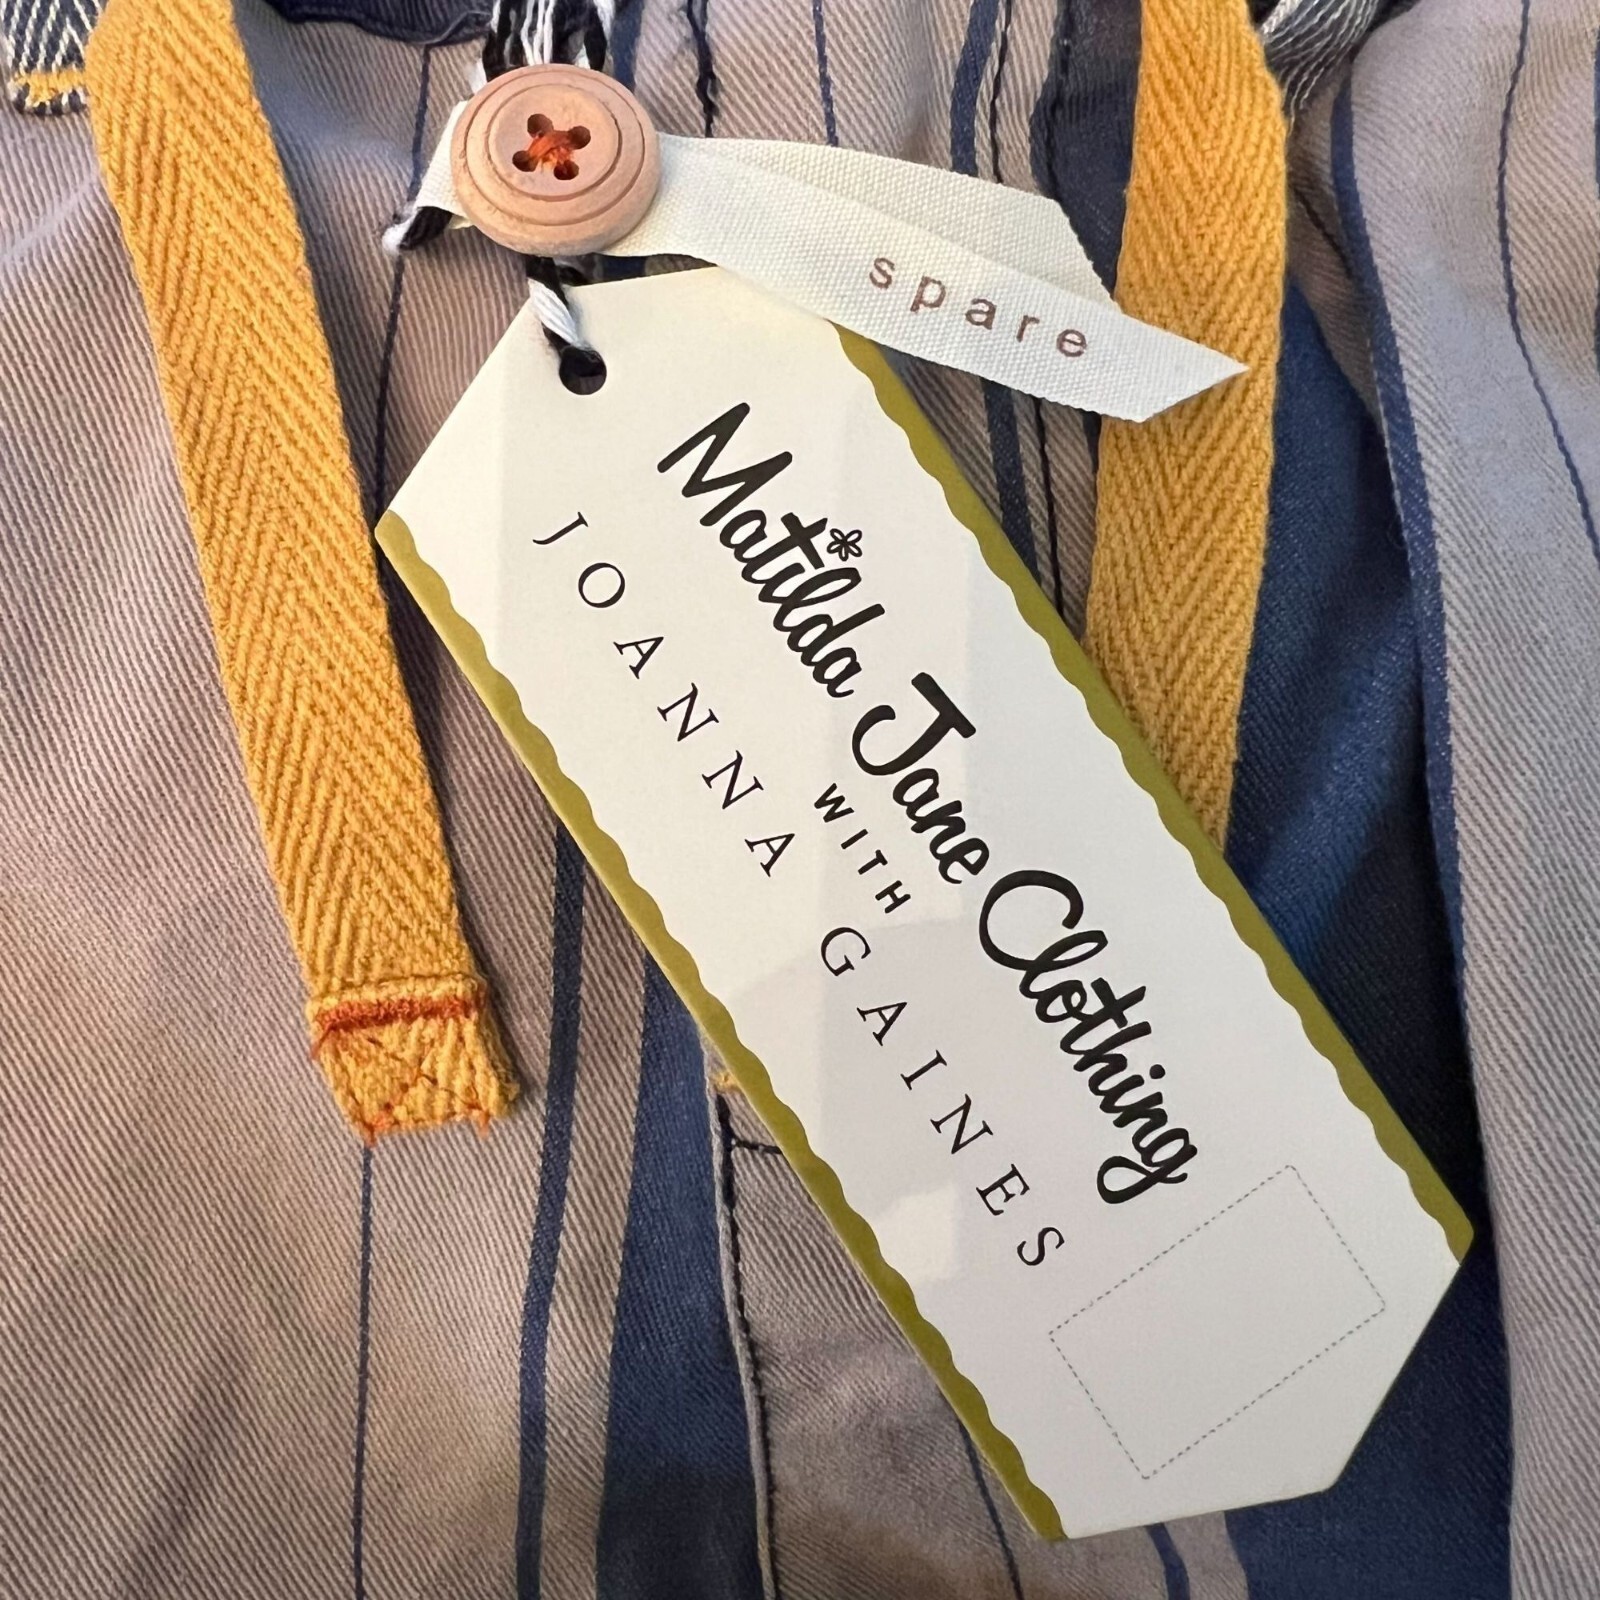 spare
Matilda Jane Clothing
WITH
JOANNA GAINES